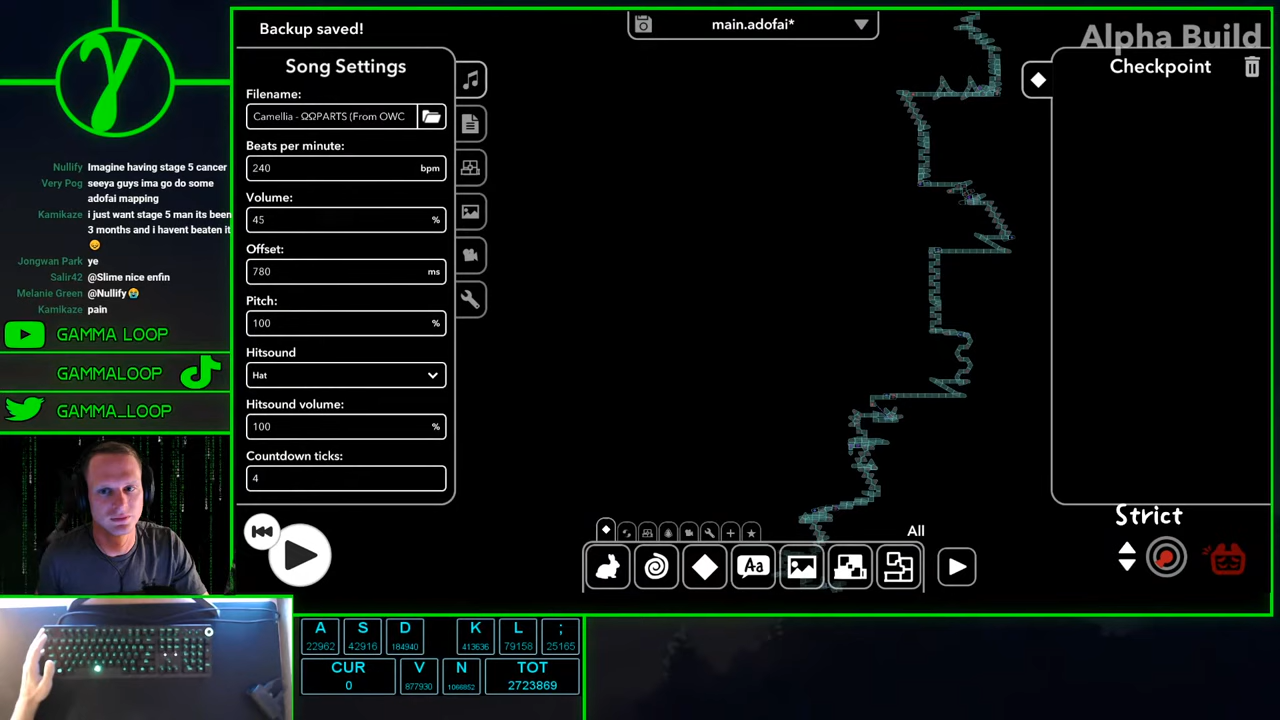 Backup saved!
main.adofai*
Alpha Build
Song Settings
Filename:
Camellia - ΩΩPARTS (From OWC
Beats per minute:
240 bpm
Volume:
45 %
Offset:
780 ms
Pitch:
100 %
Hitsound
Hat
Hitsound volume:
100 %
Countdown ticks:
4
Checkpoint
γ
Nullify Imagine having stage 5 cancer
Very Pog seeya guys ima go do some
adofai mapping
Kamikaze i just want stage 5 man its been
3 months and i havent beaten it
Jongwan Park ye
Salir42 @Slime nice enfin
Melanie Green @Nullify
Kamikaze pain
GAMMA LOOP
GAMMALOOP
GAMMA_LOOP
All
Aa
Strict
A S D K L ;
22962 42916 184940 413636 79158 25165
CUR V N TOT
0 877930 1066852 2723869